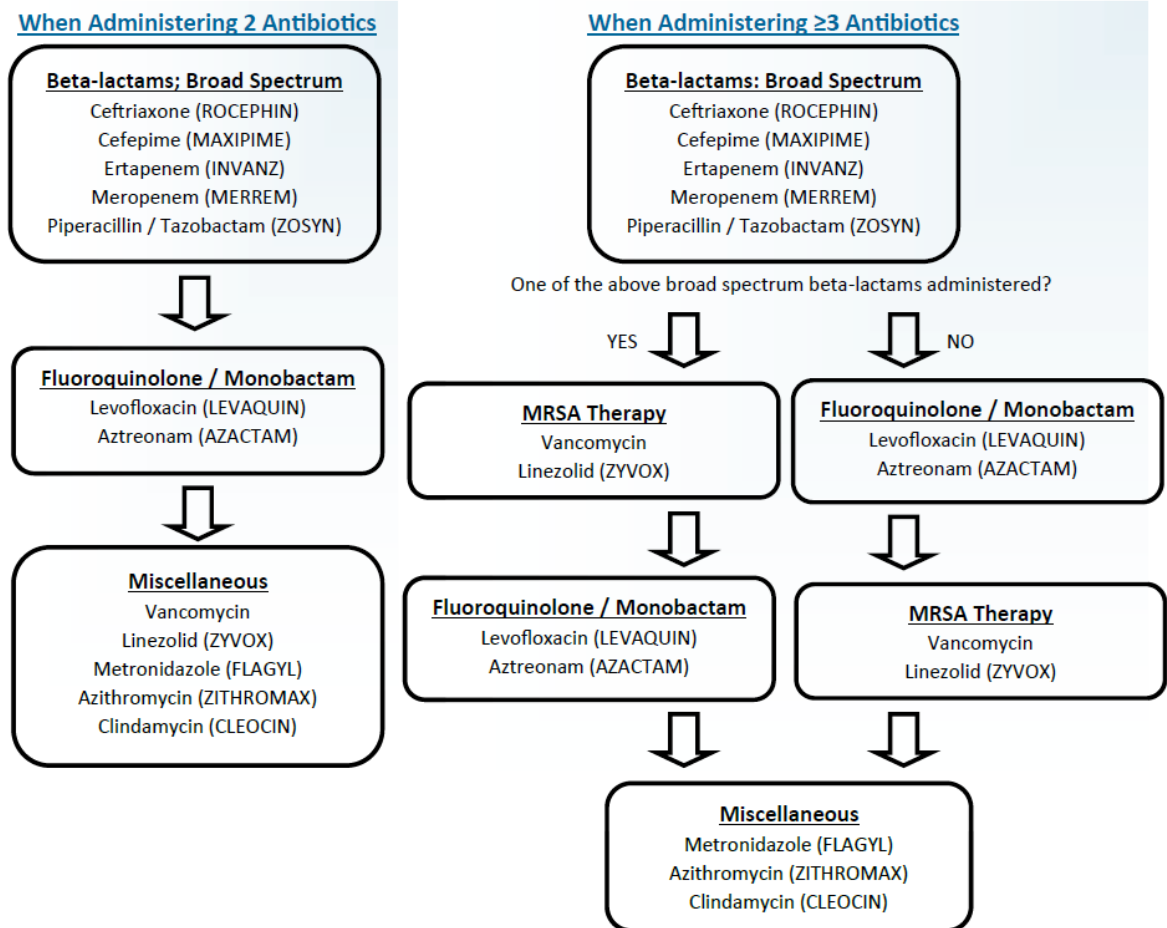 When Administering 2 Antibiotics
Beta-lactams; Broad Spectrum
Ceftriaxone (ROCEPHIN)
Cefepime (MAXIPIME)
Ertapenem (INVANZ)
Meropenem (MERREM)
Piperacillin / Tazobactam (ZOSYN)
Fluoroquinolone / Monobactam
Levofloxacin (LEVAQUIN)
Aztreonam (AZACTAM)
Miscellaneous
Vancomycin
Linezolid (ZYVOX)
Metronidazole (FLAGYL)
Azithromycin (ZITHROMAX)
Clindamycin (CLEOCIN)
When Administering ≥3 Antibiotics
Beta-lactams: Broad Spectrum
Ceftriaxone (ROCEPHIN)
Cefepime (MAXIPIME)
Ertapenem (INVANZ)
Meropenem (MERREM)
Piperacillin / Tazobactam (ZOSYN)
One of the above broad spectrum beta-lactams administered?
YES
MRSA Therapy
Vancomycin
Linezolid (ZYVOX)
Fluoroquinolone / Monobactam
Levofloxacin (LEVAQUIN)
Aztreonam (AZACTAM)
NO
Fluoroquinolone / Monobactam
Levofloxacin (LEVAQUIN)
Aztreonam (AZACTAM)
MRSA Therapy
Vancomycin
Linezolid (ZYVOX)
Miscellaneous
Metronidazole (FLAGYL)
Azithromycin (ZITHROMAX)
Clindamycin (CLEOCIN)